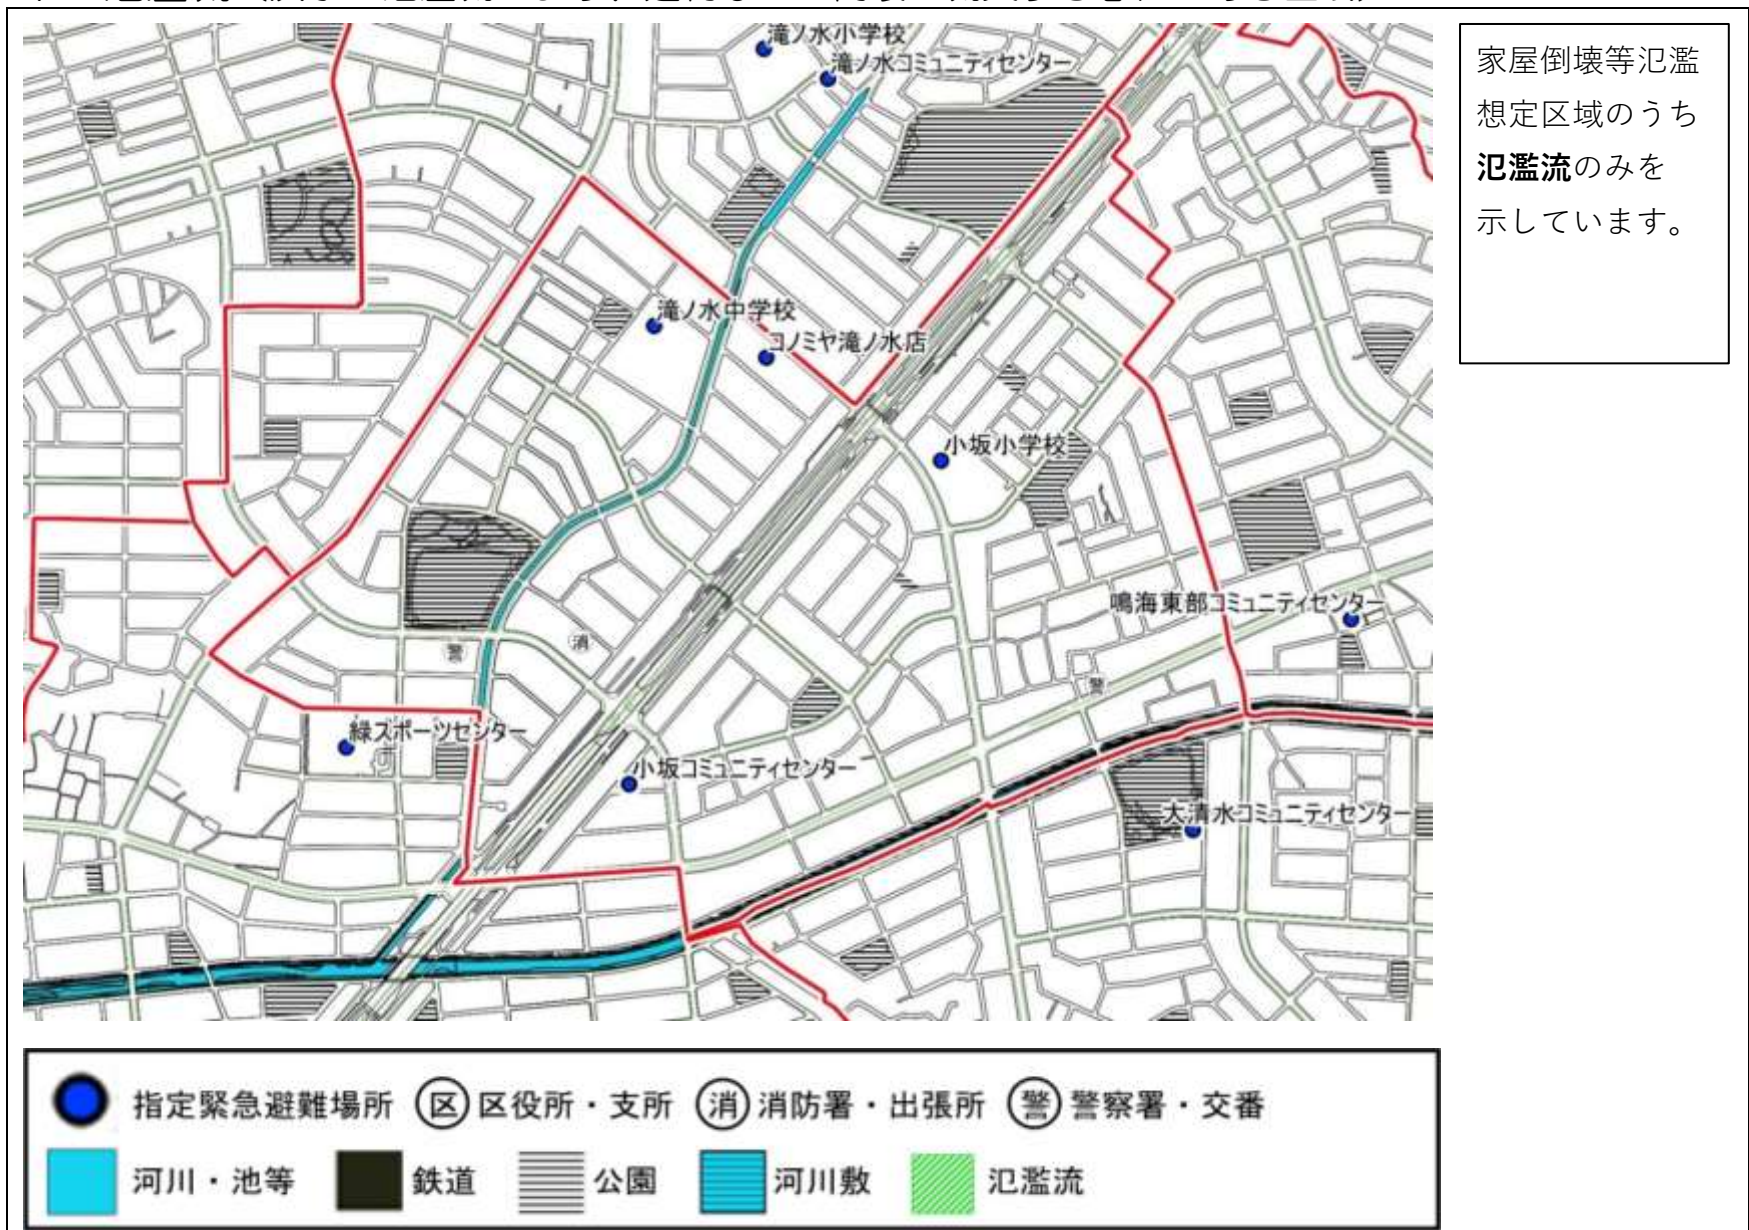 滝ノ水小学校
滝ノ水コミュニティセンター
滝ノ水中学校
コノミヤ滝ノ水店
小坂小学校
鳴海東部コミュニティセンター
消
警
警
緑スポーツセンター
小坂コミュニティセンター
大清水コミュニティセンター
家屋倒壊等氾濫
想定区域のうち
氾濫流のみを
示しています。
指定緊急避難場所 区 区役所・支所 消 消防署・出張所 警 警察署・交番
河川・池等 鉄道 公園 河川敷 氾濫流